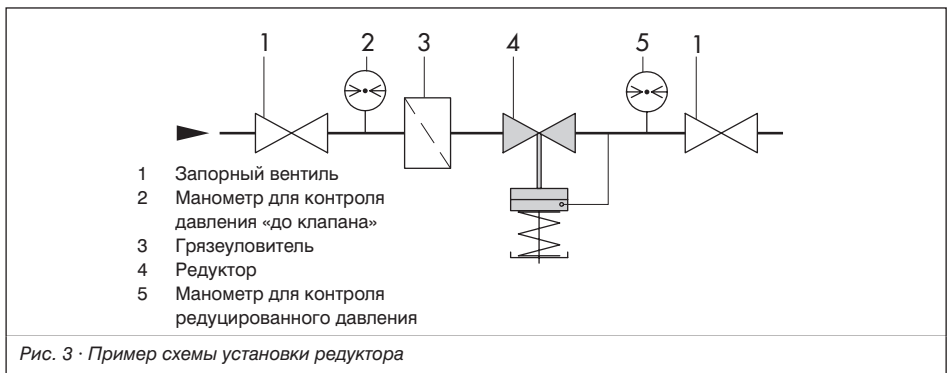 1 2 3 4 5 1
1 Запорный вентиль
2 Манометр для контроля
давления «до клапана»
3 Грязеуловитель
4 Редуктор
5 Манометр для контроля
редуцированного давления
Рис. 3 · Пример схемы установки редуктора